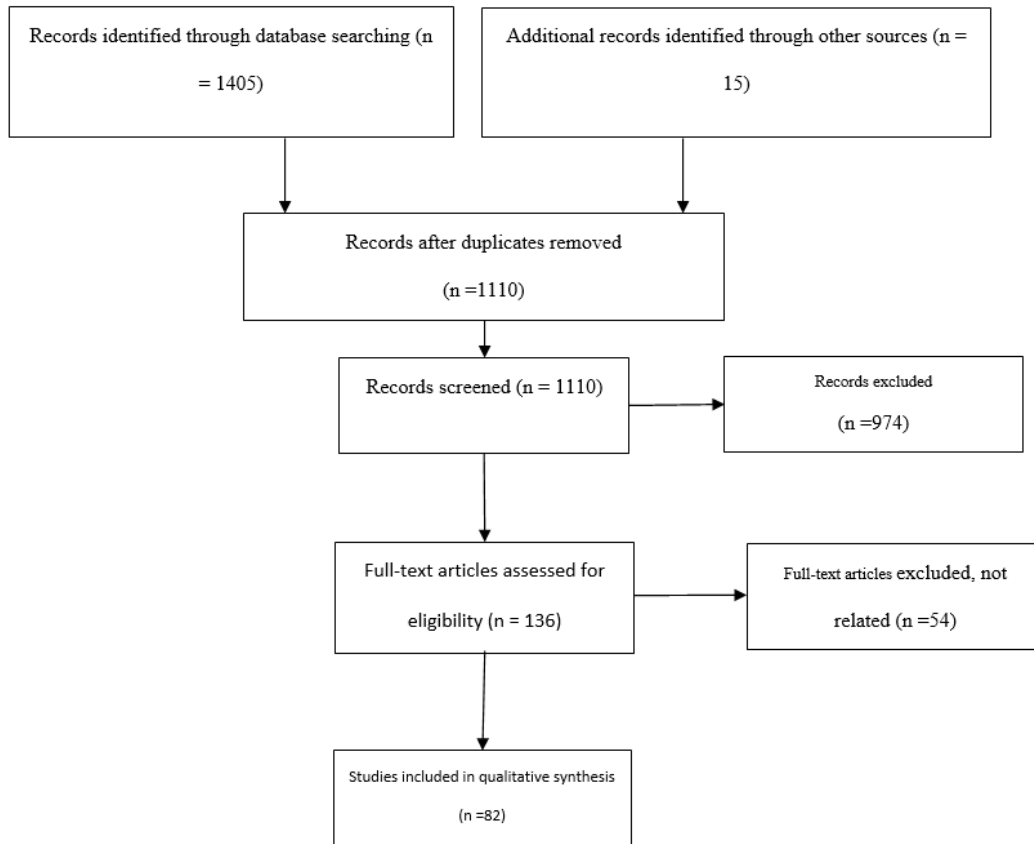 Records identified through database searching (n
= 1405)
Additional records identified through other sources (n =
15)
Records after duplicates removed
(n =1110)
Records screened (n = 1110)
Records excluded
(n =974)
Full-text articles assessed for
eligibility (n = 136)
Full-text articles excluded, not
related (n =54)
Studies included in qualitative synthesis
(n =82)